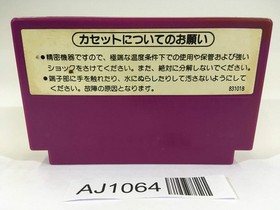 カセットについてのお願い
●精密機器ですので、極端な温度条件下での使用や保管および強い
ショックをさけてください。また、絶対に分解しないでください。
●端子部に手を触れたり、水にぬらしたりして汚さないようにして
ください。故障の原因となります。
831018
AJ1064